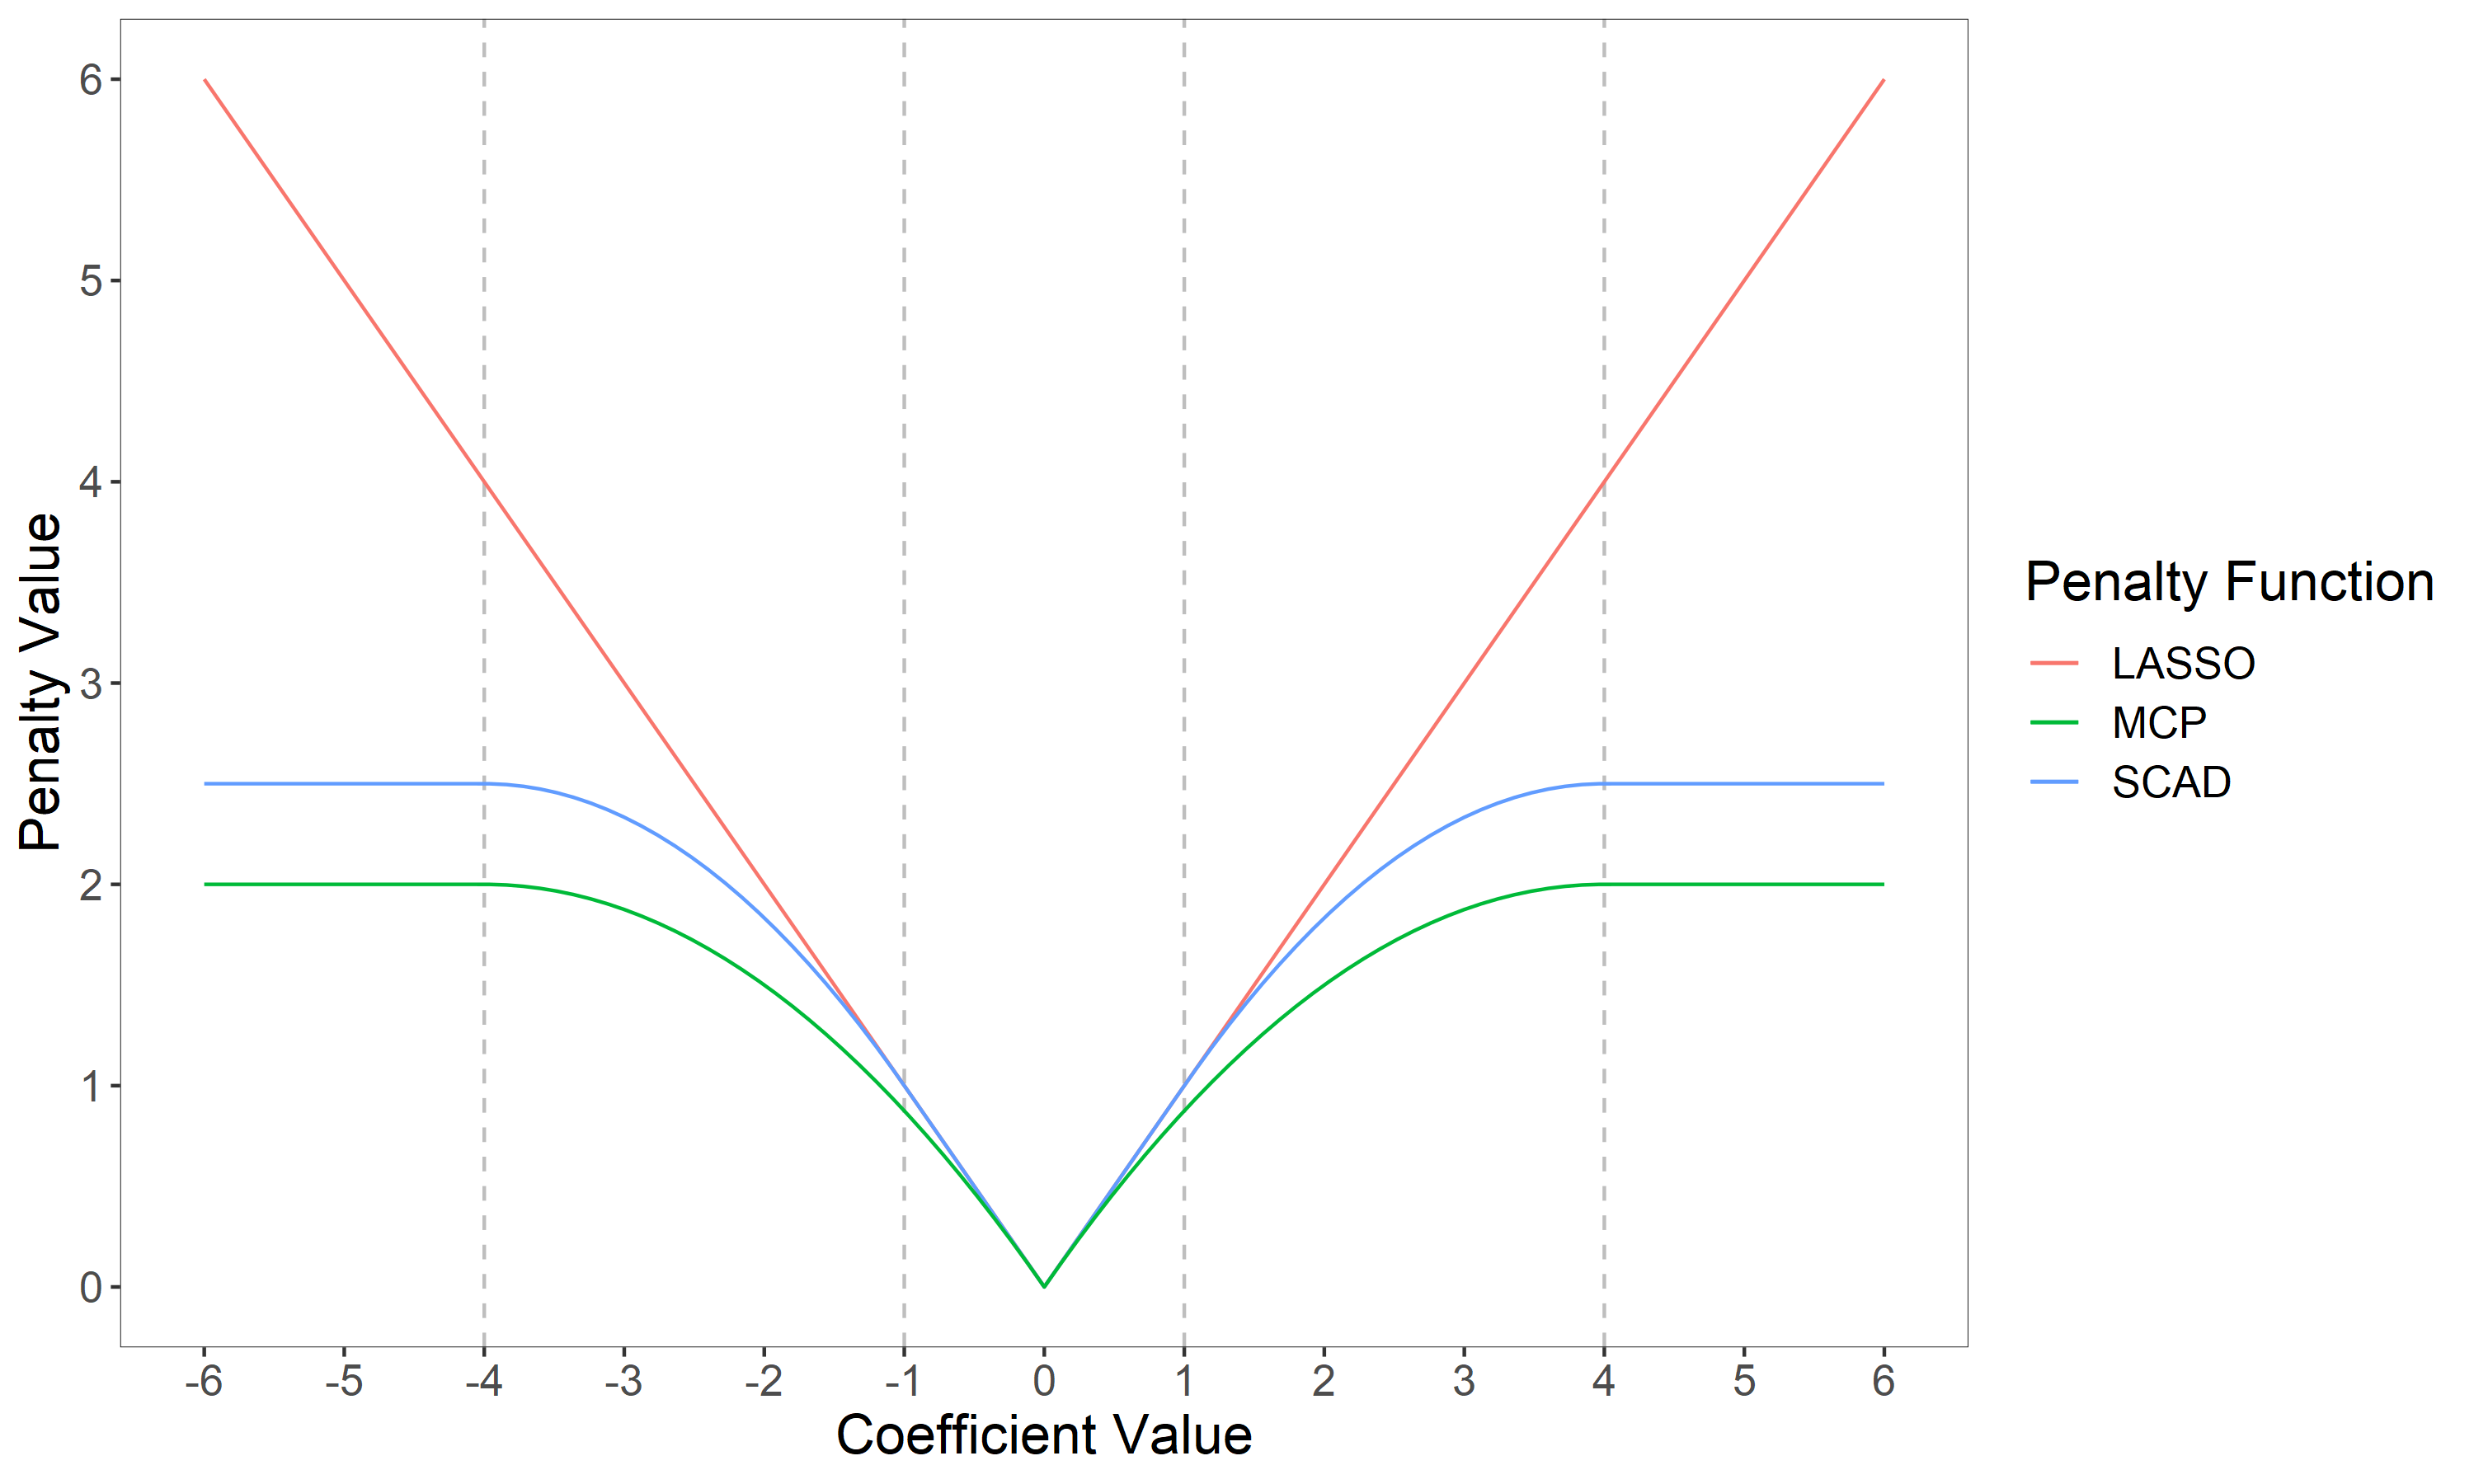 6
5
4
3
2
1
0
Penalty Value
-6 -5 -4 -3 -2 -1 0 1 2 3 4 5 6
Coefficient Value
Penalty Function
LASSO
MCP
SCAD